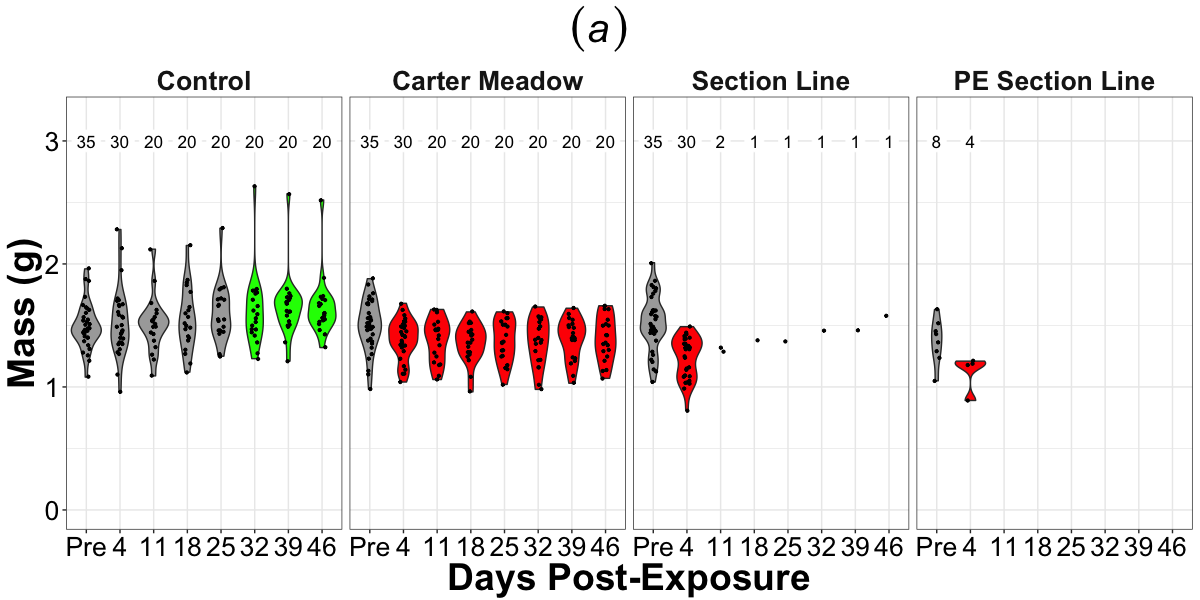 (a)
Control Carter Meadow Section Line PE Section Line
3 35 30 20 20 20 20 20 20 35 30 20 20 20 20 20 20 35 30 2 1 1 1 1 1 8 4
2
1
0
Mass (g)
Pre 4 11 18 25 32 39 46 Pre 4 11 18 25 32 39 46 Pre 4 11 18 25 32 39 46 Pre 4 11 18 25 32 39 46
Days Post-Exposure